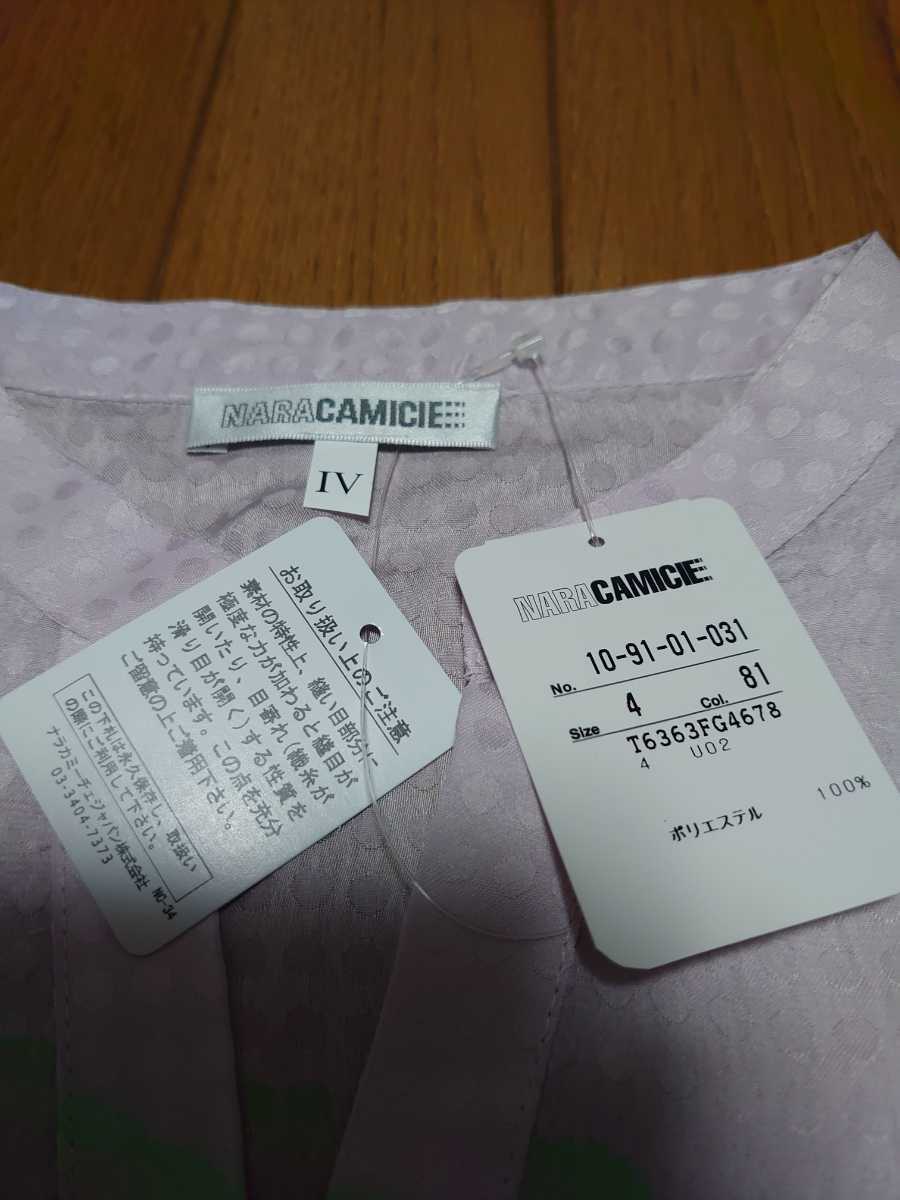 NARACAMICIE
IV
お取り扱い上のご注意
素材の特性上、縫い目部分に
極度な力が加わると縫目が
開いたり、目寄れ(織糸が
滑り目が開く)する性質を
持っています。この点を充分
ご留意の上ご着用下さい。
この下札は永久保存し、取扱い
の際にご利用して下さい。
ナラカミーチェジャパン株式会社
03-3404-7373
NO-34
NARACAMICIE
No. 10-91-01-031
Size 4 Col. 81
T6363FG4678
4 U02
ポリエステル 100%